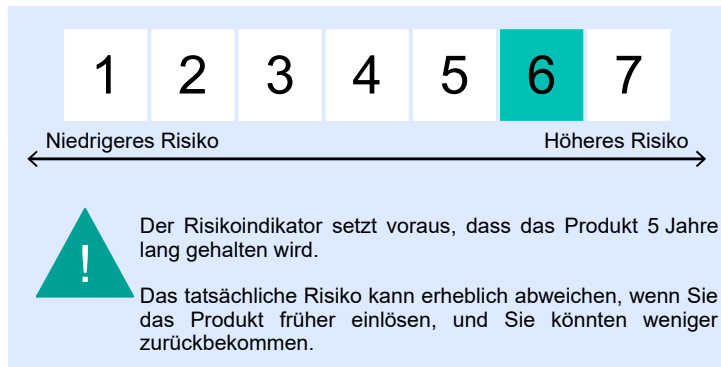 1 2 3 4 5 6 7
Niedrigeres Risiko Höheres Risiko
!
Der Risikoindikator setzt voraus, dass das Produkt 5 Jahre
lang gehalten wird.
Das tatsächliche Risiko kann erheblich abweichen, wenn Sie
das Produkt früher einlösen, und Sie könnten weniger
zurückbekommen.